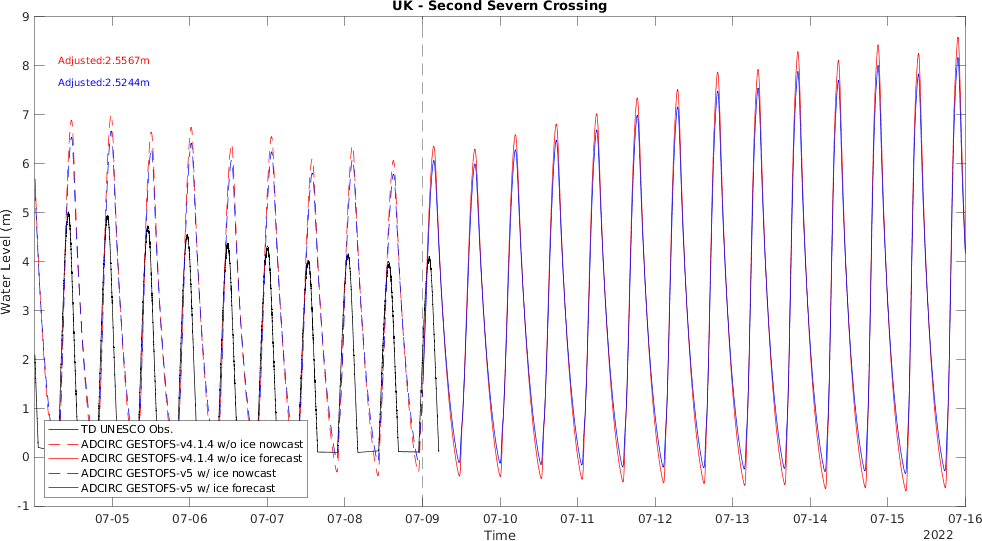 UK - Second Severn Crossing
Adjusted:2.5567m
Adjusted:2.5244m
Water Level (m)
9
8
7
6
5
4
3
2
1
0
-1
TD UNESCO Obs.
ADCIRC GESTOFS-v4.1.4 w/o ice nowcast
ADCIRC GESTOFS-v4.1.4 w/o ice forecast
ADCIRC GESTOFS-v5 w/ ice nowcast
ADCIRC GESTOFS-v5 w/ ice forecast
07-05 07-06 07-07 07-08 07-09 07-10 07-11 07-12 07-13 07-14 07-15 07-16
Time
2022